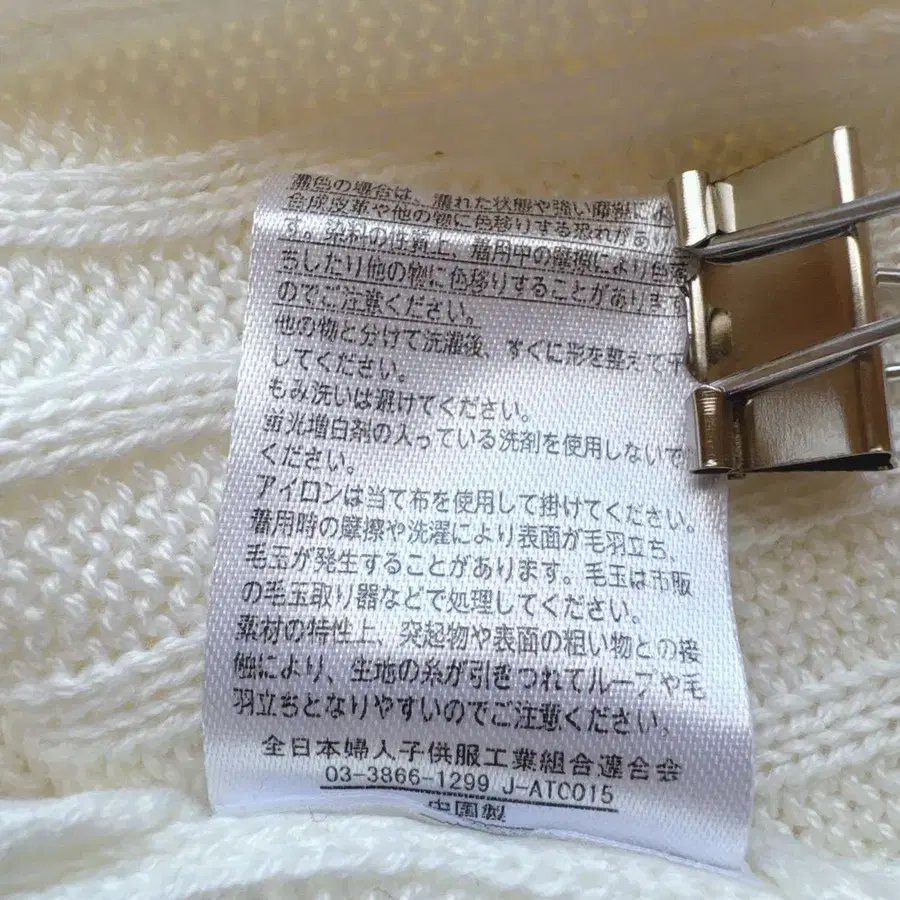 濃色の場合は、濡れた状態や強い摩擦に
合成皮革や他の物に色移りする恐れがあり
す。染料の性質上、着用中の摩擦により色
ちしたり他の物に色移りすることがあります
のでご注意ください。
他の物と分けて洗濯後、すぐに形を整えて干
してください。
もみ洗いは避けてください。
蛍光増白剤の入っている洗剤を使用しないで
ください。
アイロンは当て布を使用して掛けてください。
着用時の摩擦や洗濯により表面が毛羽立ち、
毛玉が発生することがあります。毛玉は市販
の毛玉取り器などで処理してください。
素材の特性上、突起物や表面の粗い物との接
触により、生地の糸が引きつれてループや毛
羽立ちとなりやすいのでご注意ください。
全日本婦人子供服工業組合連合会
03-3866-1299 J-ATC015
中国製